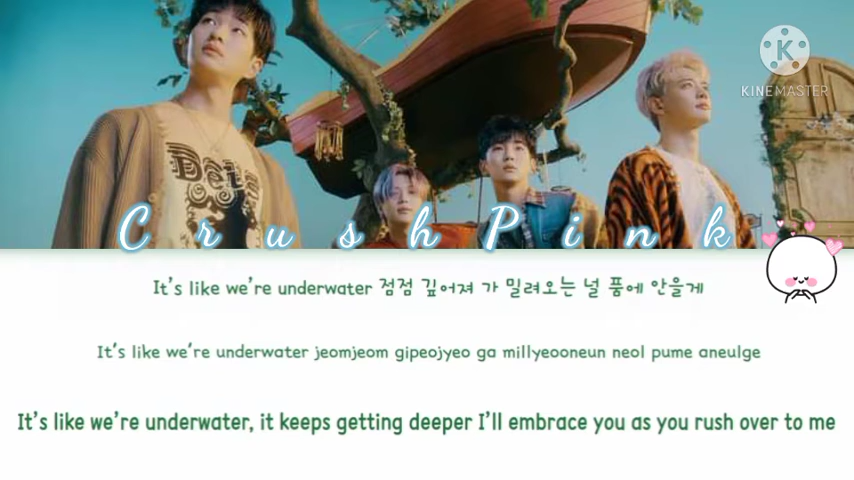 KINEMASTER
Crush Pink
It's like we're underwater 점점 깊어져 가 밀려오는 널 품에 안을게
It's like we're underwater jeomjeom gipeojyeo ga millyeooneun neol pume aneulge
It's like we're underwater, it keeps getting deeper I'll embrace you as you rush over to me